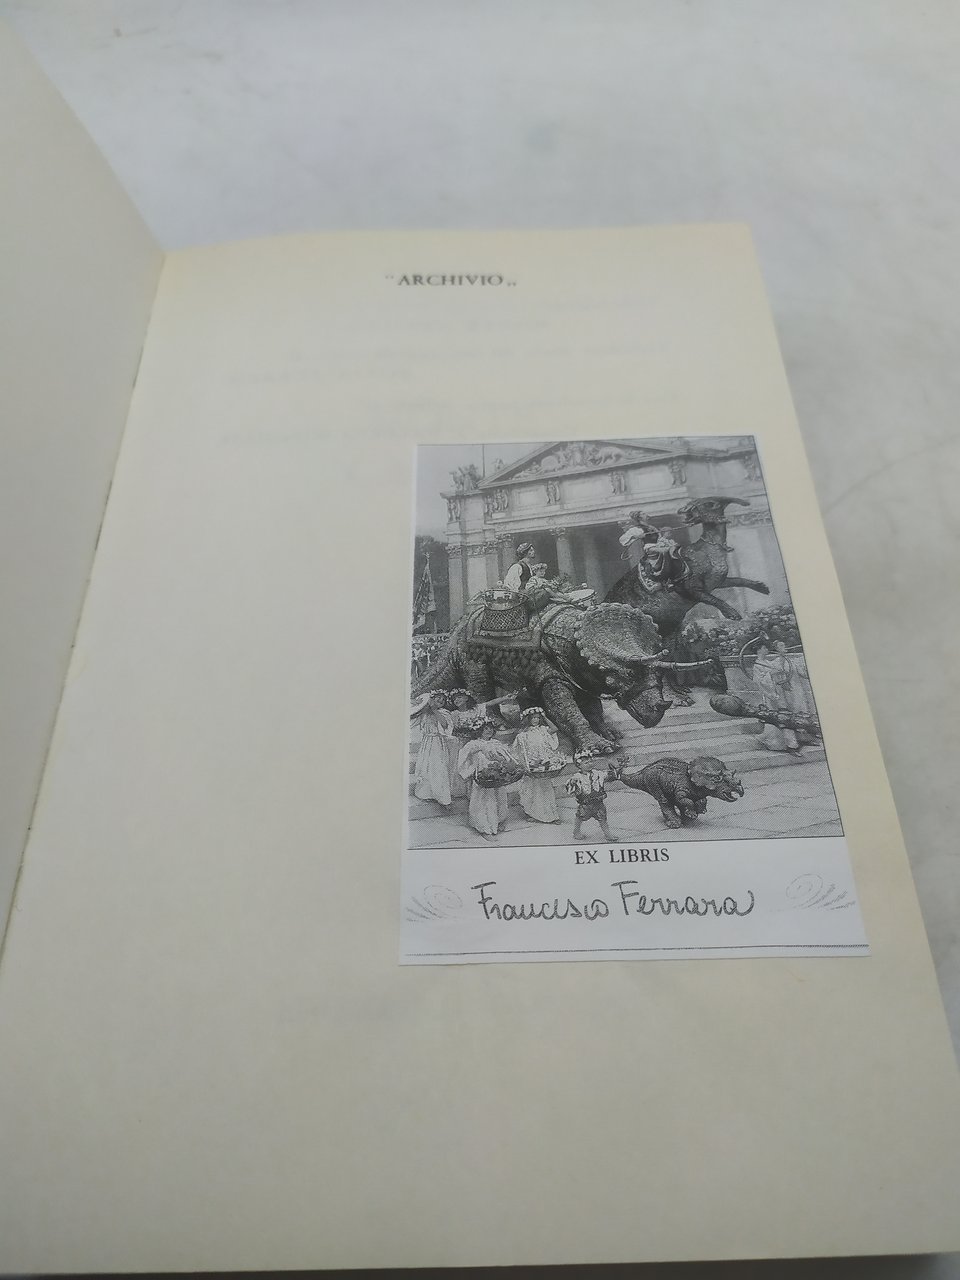 “ARCHIVIO„
EX LIBRIS
Francesco Ferrara